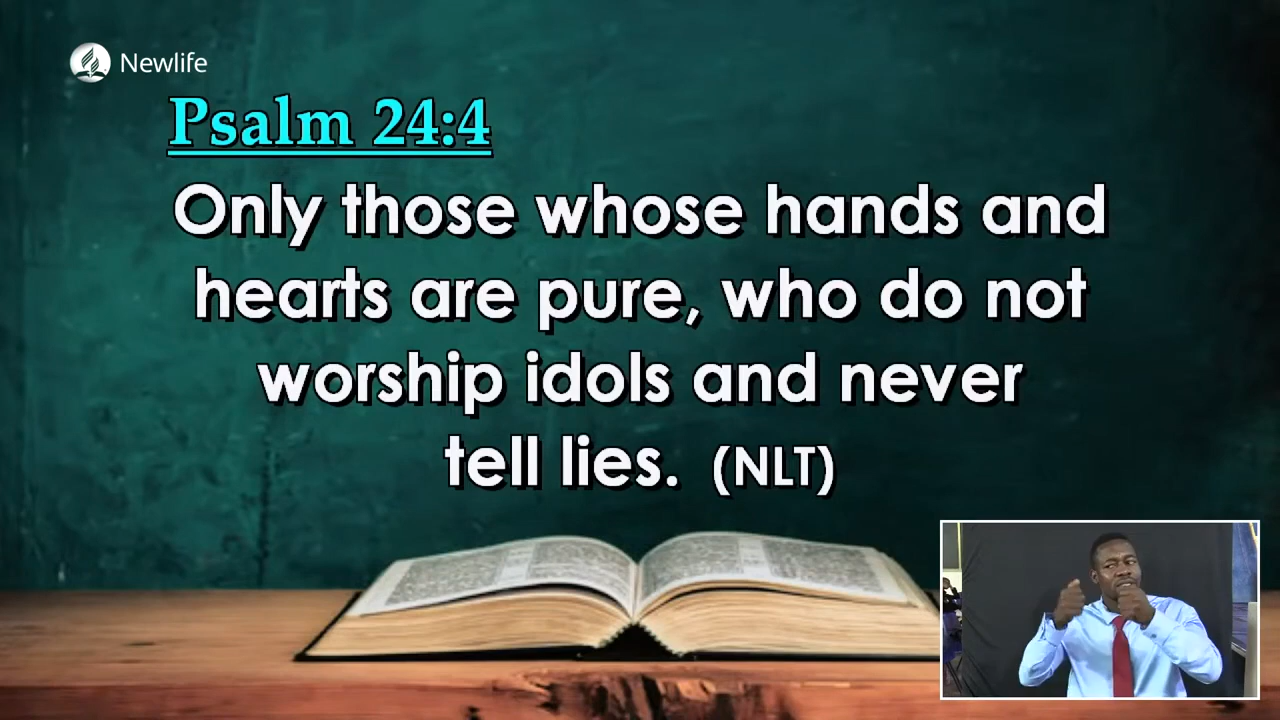 Newlife
Psalm 24:4
Only those whose hands and
hearts are pure, who do not
worship idols and never
tell lies. (NLT)